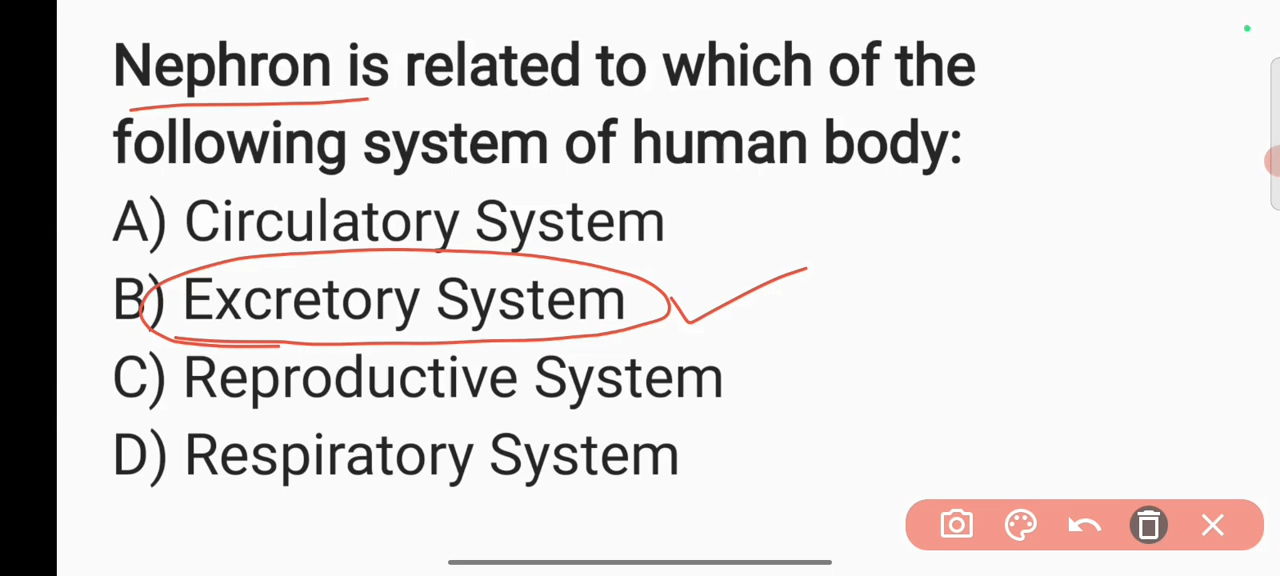 Nephron is related to which of the
following system of human body:
A) Circulatory System
B) Excretory System
C) Reproductive System
D) Respiratory System